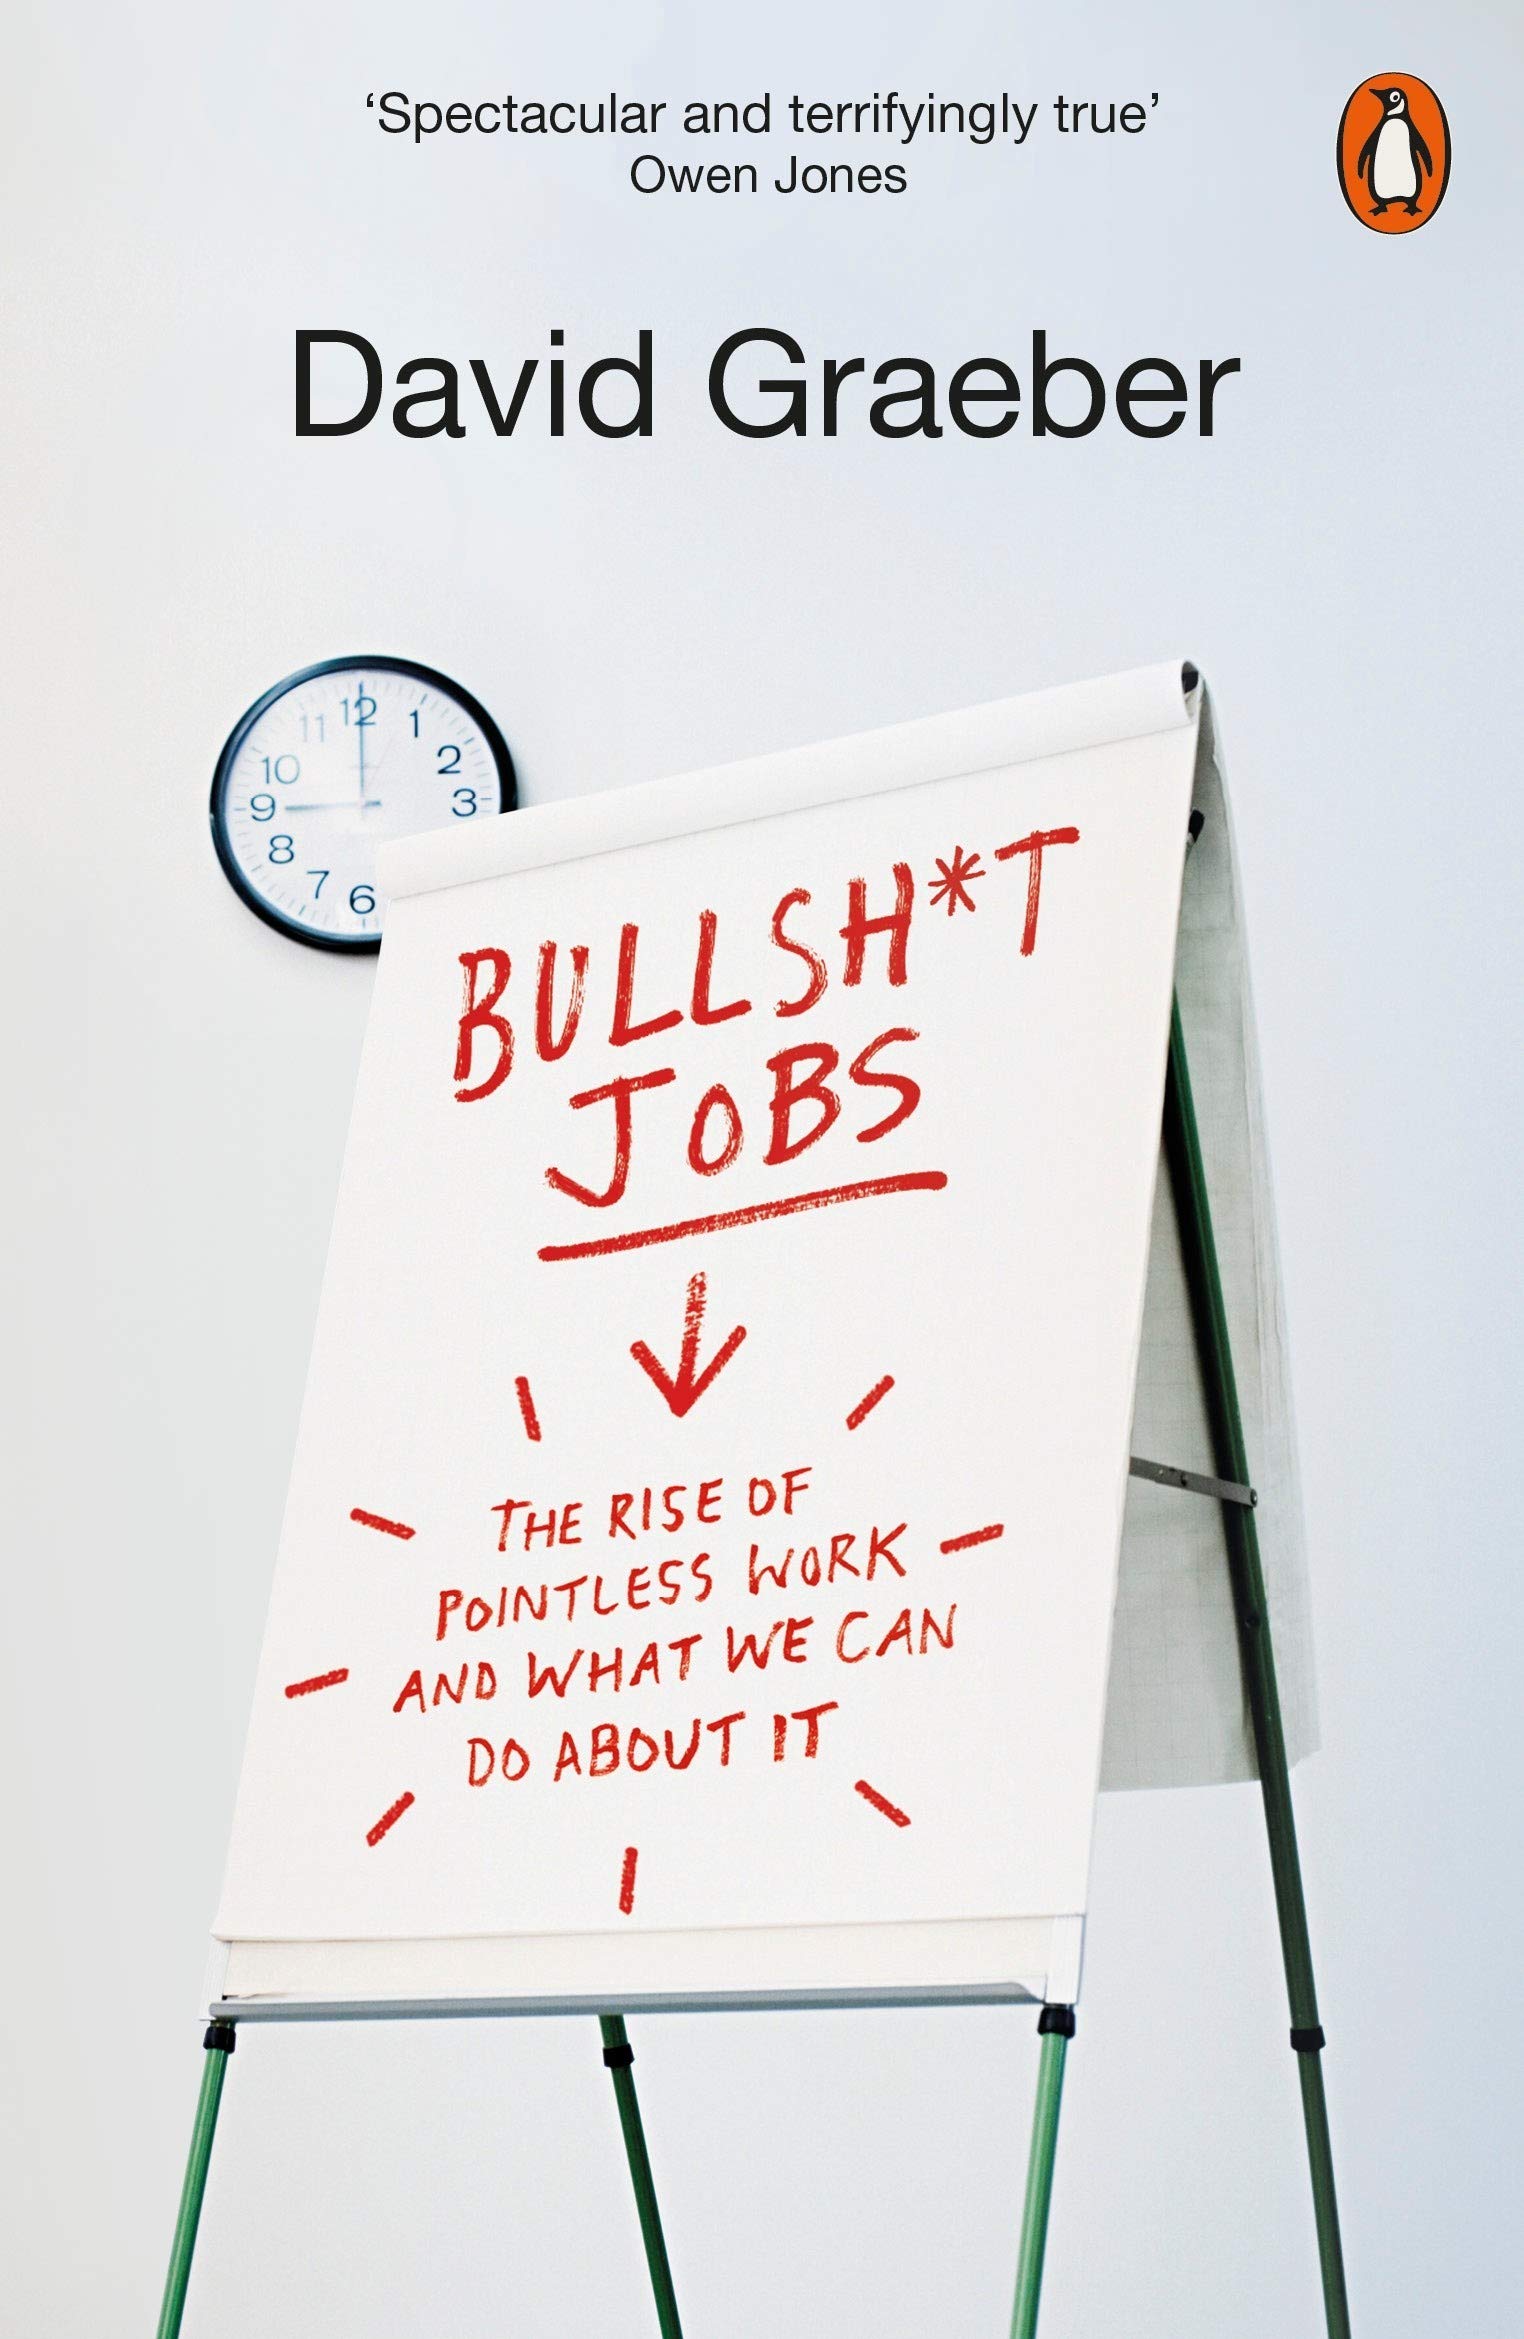 ‘Spectacular and terrifyingly true’
Owen Jones
David Graeber
12
11
1
10
2
9
3
8
7
6
BULLSH*T
JOBS
THE RISE OF
POINTLESS WORK
AND WHAT WE CAN
DO ABOUT IT